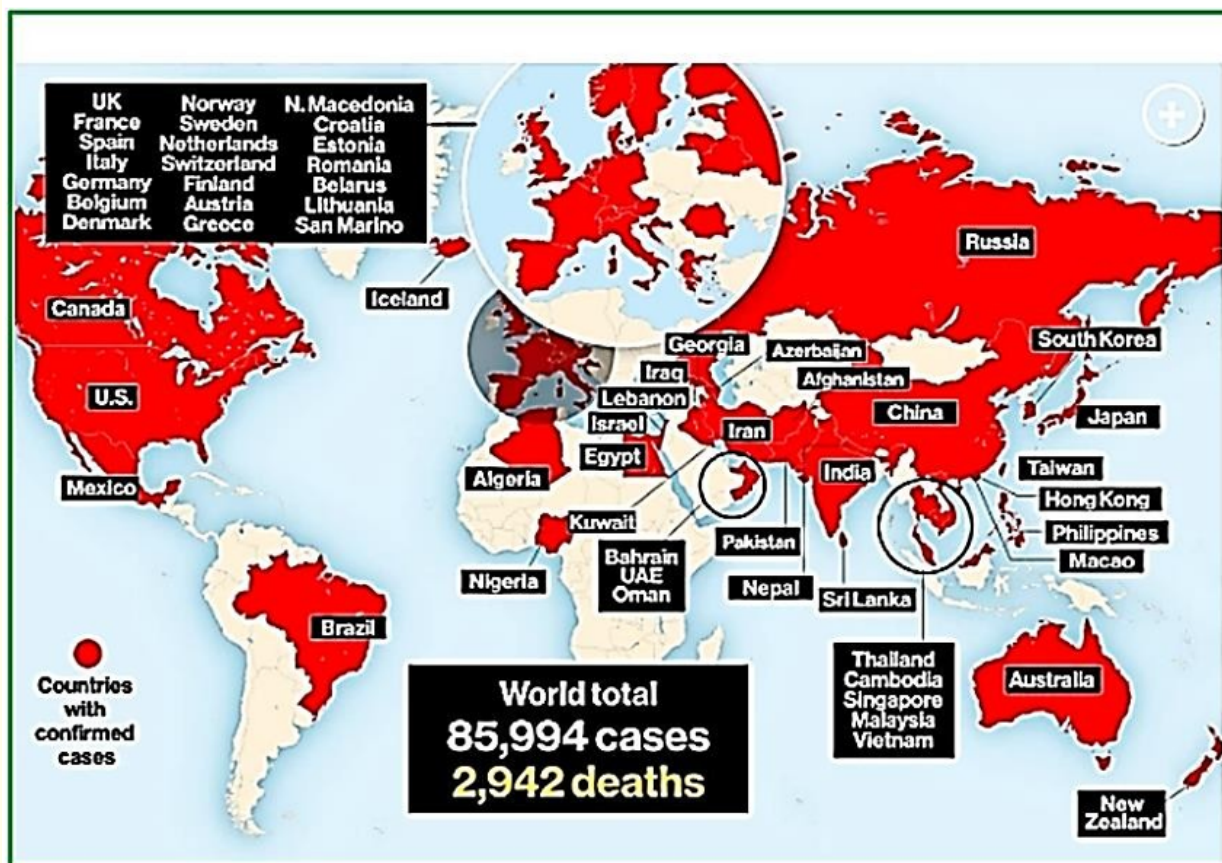 UK
France
Spain
Italy
Germany
Belgium
Denmark
Norway
Sweden
Netherlands
Switzerland
Finland
Austria
Greece
N. Macedonia
Croatia
Estonia
Romania
Belarus
Lithuania
San Marino
Russia
Canada
Iceland
South Korea
Georgia
Azerbaijan
Iraq
Afghanistan
U.S.
Lebanon
China
Japan
Israel
Iran
Egypt
India
Taiwan
Algeria
Mexico
Hong Kong
Kuwait
Philippines
Pakistan
Macao
Bahrain
UAE
Oman
Nigeria
Nepal
Sri Lanka
Brazil
Thailand
Cambodia
Singapore
Malaysia
Vietnam
Australia
Countries
with
confirmed
cases
World total
85,994 cases
2,942 deaths
New
Zealand